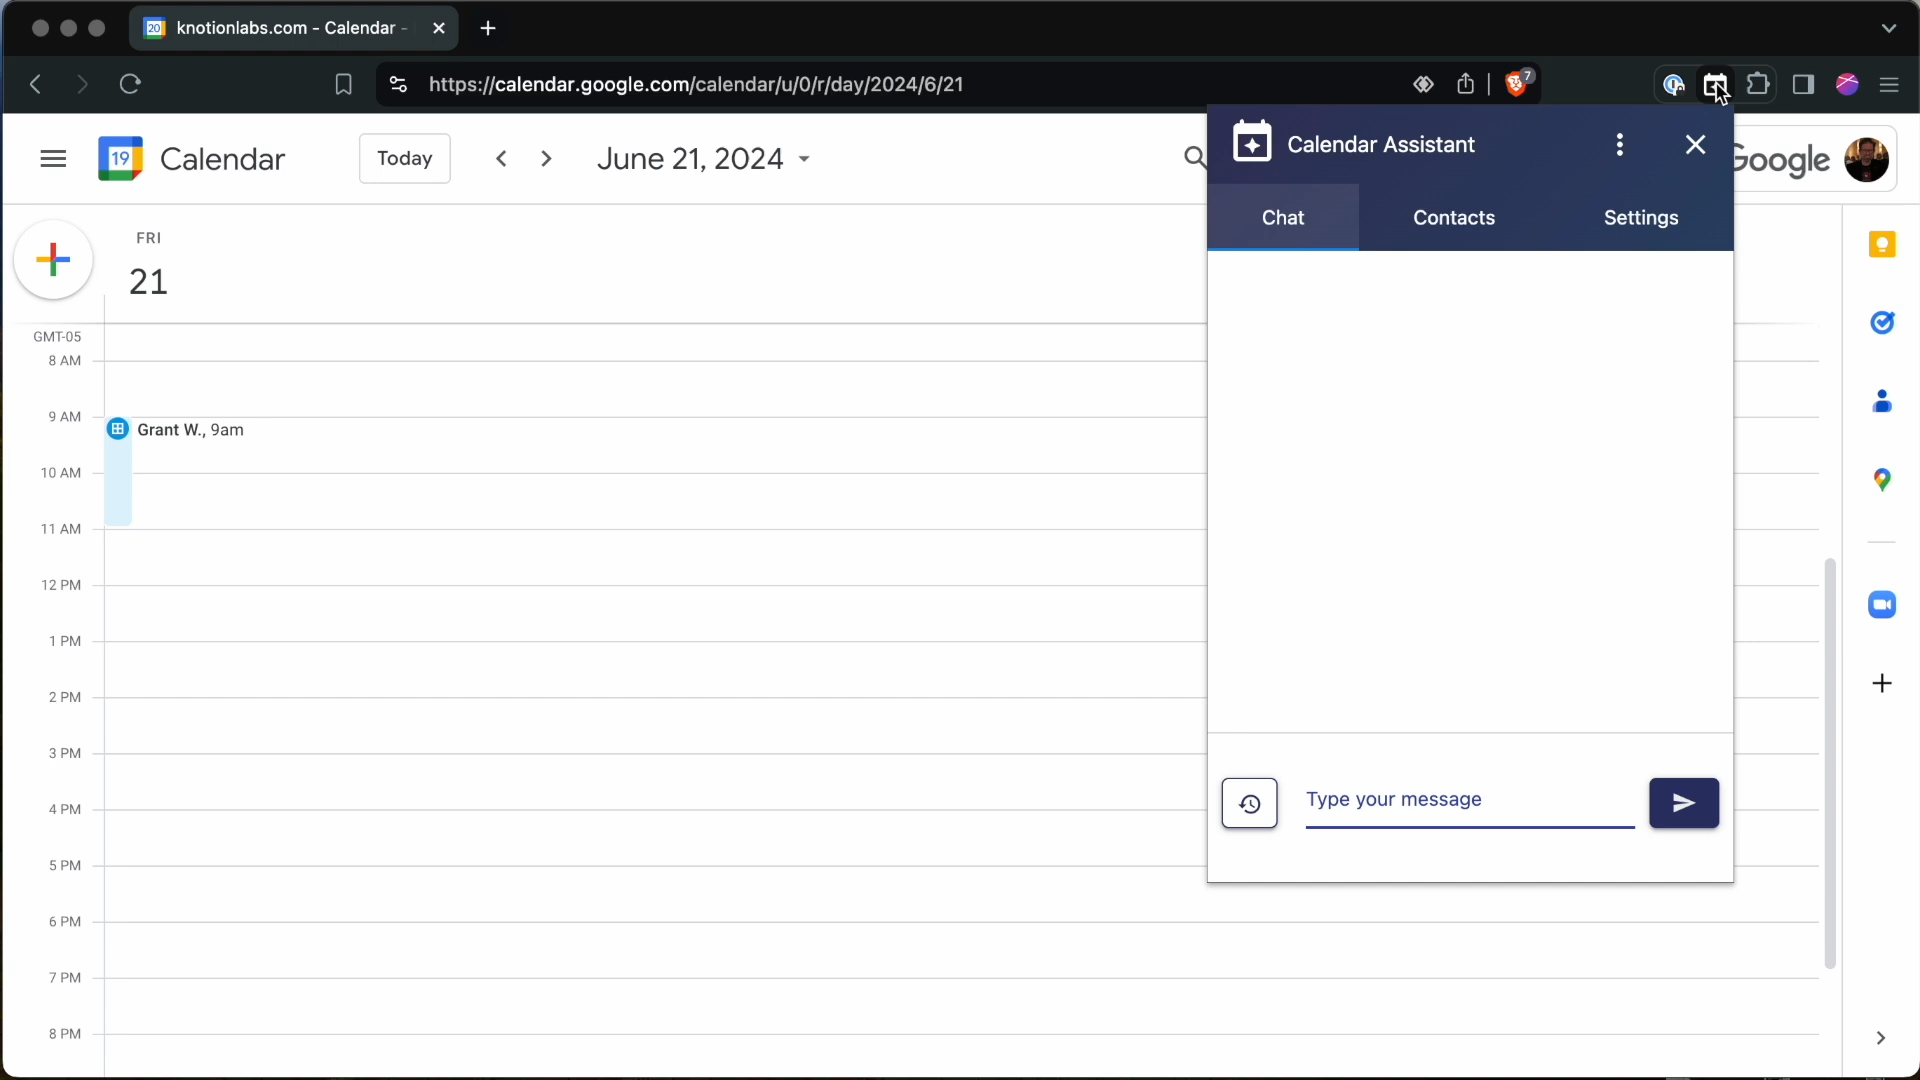 20
knotionlabs.com - Calendar -
https://calendar.google.com/calendar/u/0/r/day/2024/6/21
7
19
Calendar
Today
June 21, 2024
Calendar Assistant
Google
Chat
Contacts
Settings
FRI
21
GMT-05
8 AM
9 AM
Grant W., 9am
10 AM
11 AM
12 PM
1 PM
2 PM
3 PM
4 PM
5 PM
6 PM
7 PM
8 PM
Type your message